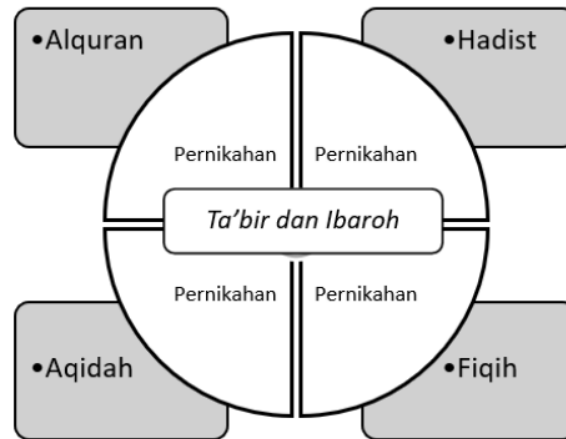 •Alquran
•Hadist
Pernikahan
Pernikahan
Ta’bir dan Ibaroh
Pernikahan
Pernikahan
•Aqidah
•Fiqih